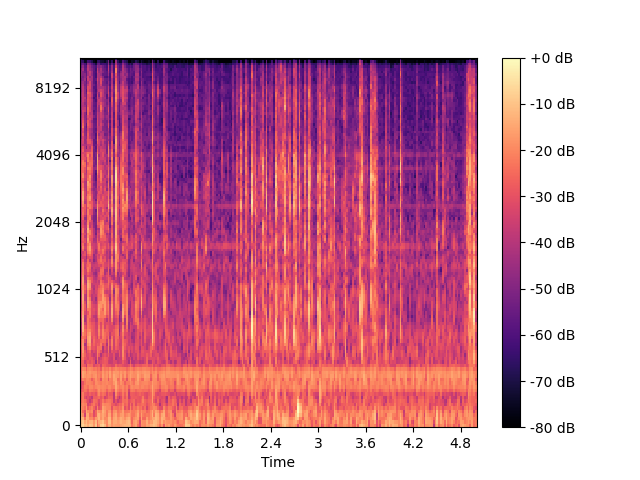 +0 dB
8192
-10 dB
4096
-20 dB
-30 dB
2048
Hz
-40 dB
1024
-50 dB
512
-60 dB
-70 dB
0
-80 dB
0 0.6 1.2 1.8 2.4 3 3.6 4.2 4.8
Time